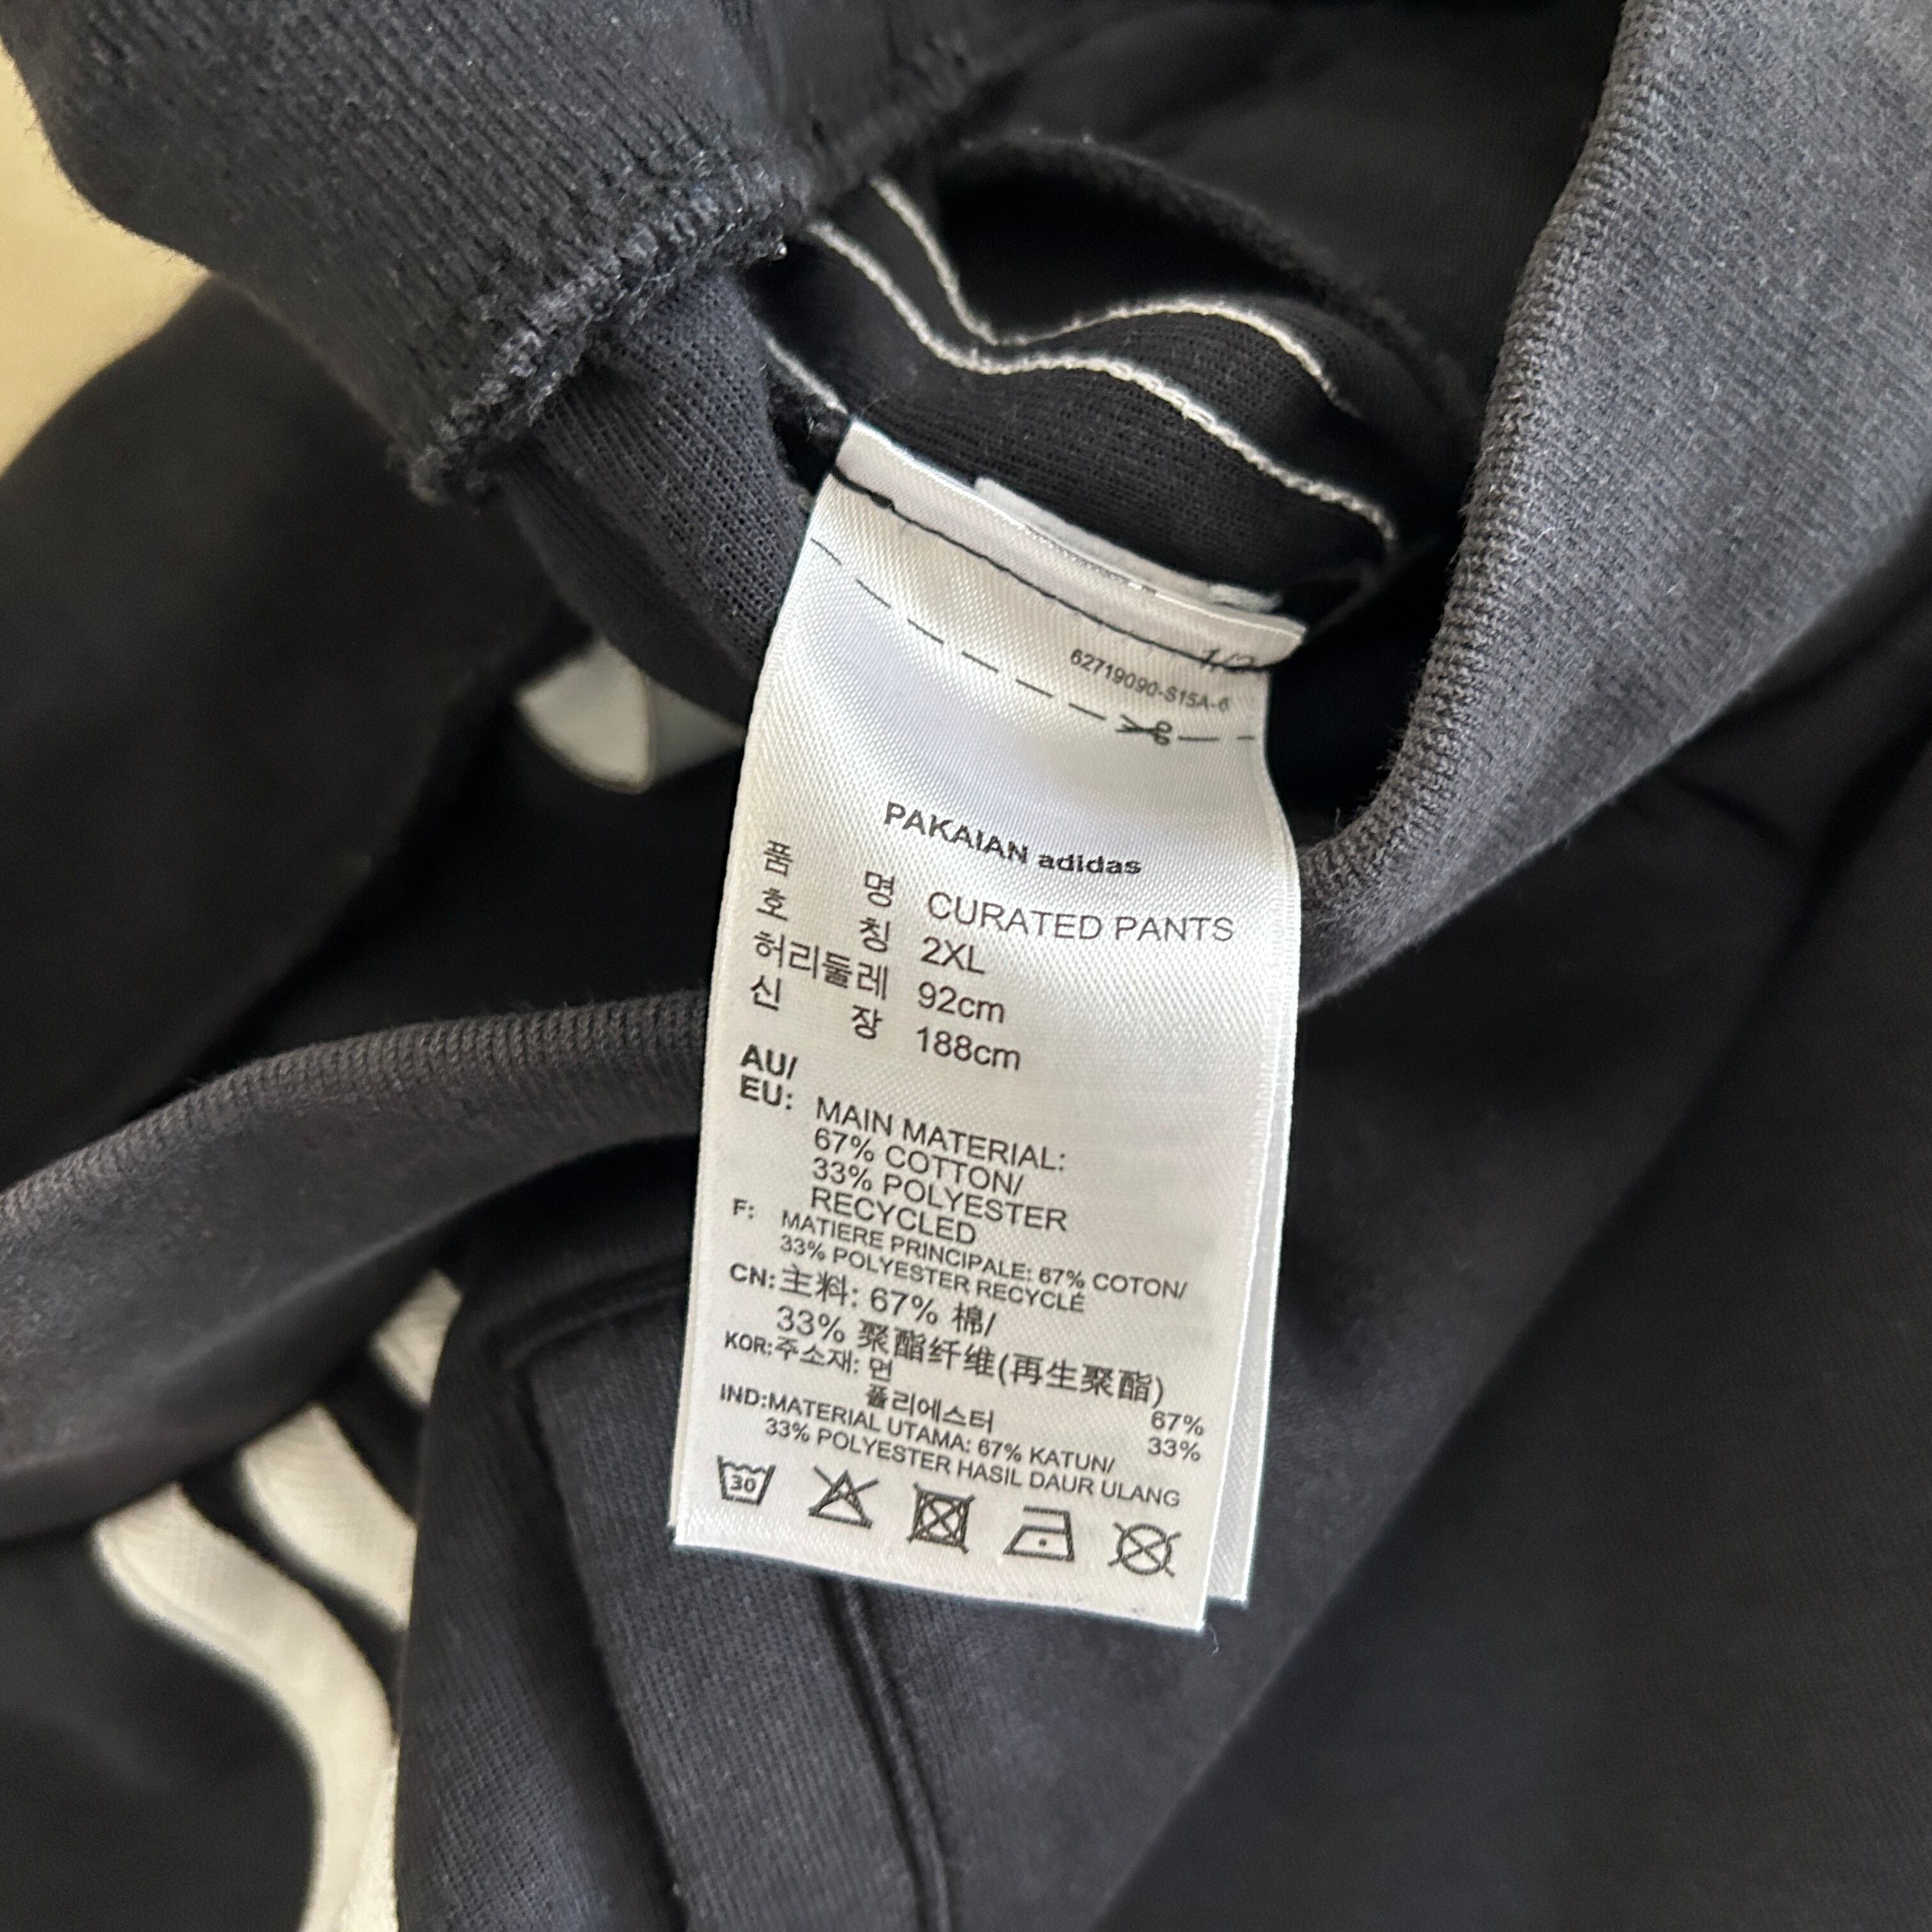 1/2
62719090-S15A-6
PAKAIAN adidas
품 명 CURATED PANTS
호 칭 2XL
허리둘레 92cm
신 장 188cm
AU/
EU: MAIN MATERIAL:
67% COTTON/
33% POLYESTER
RECYCLED
F: MATIERE PRINCIPALE: 67% COTON/
33% POLYESTER RECYCLÉ
CN: 主料: 67% 棉/
33% 聚酯纤维(再生聚酯)
KOR: 주소재: 면 67%
폴리에스터 33%
IND: MATERIAL UTAMA: 67% KATUN/
33% POLYESTER HASIL DAUR ULANG
30